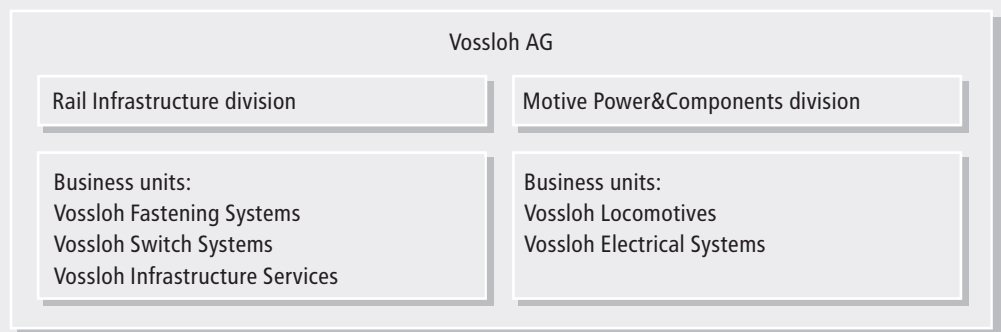 Vossloh AG
Rail Infrastructure division
Motive Power&Components division
Business units:
Vossloh Fastening Systems
Vossloh Switch Systems
Vossloh Infrastructure Services
Business units:
Vossloh Locomotives
Vossloh Electrical Systems